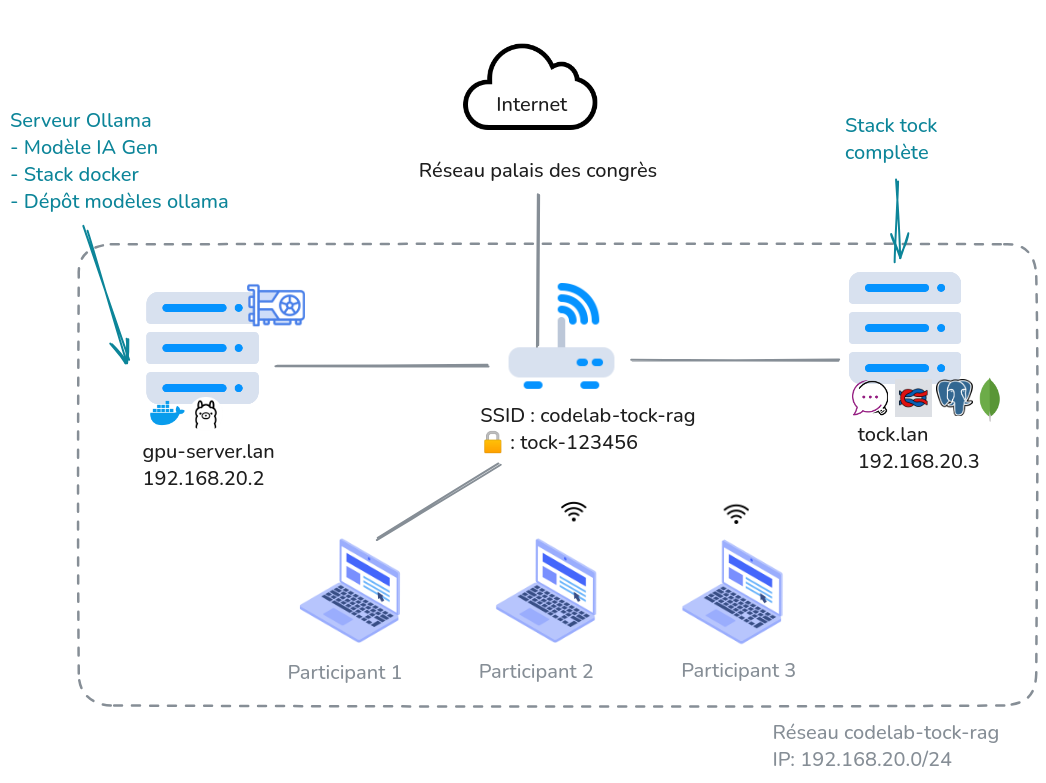 Internet
Réseau palais des congrès
Serveur Ollama
- Modèle IA Gen
- Stack docker
- Dépôt modèles ollama
Stack tock
complète
gpu-server.lan
192.168.20.2
SSID : codelab-tock-rag
🔒 : tock-123456
tock.lan
192.168.20.3
Participant 1
Participant 2
Participant 3
Réseau codelab-tock-rag
IP: 192.168.20.0/24